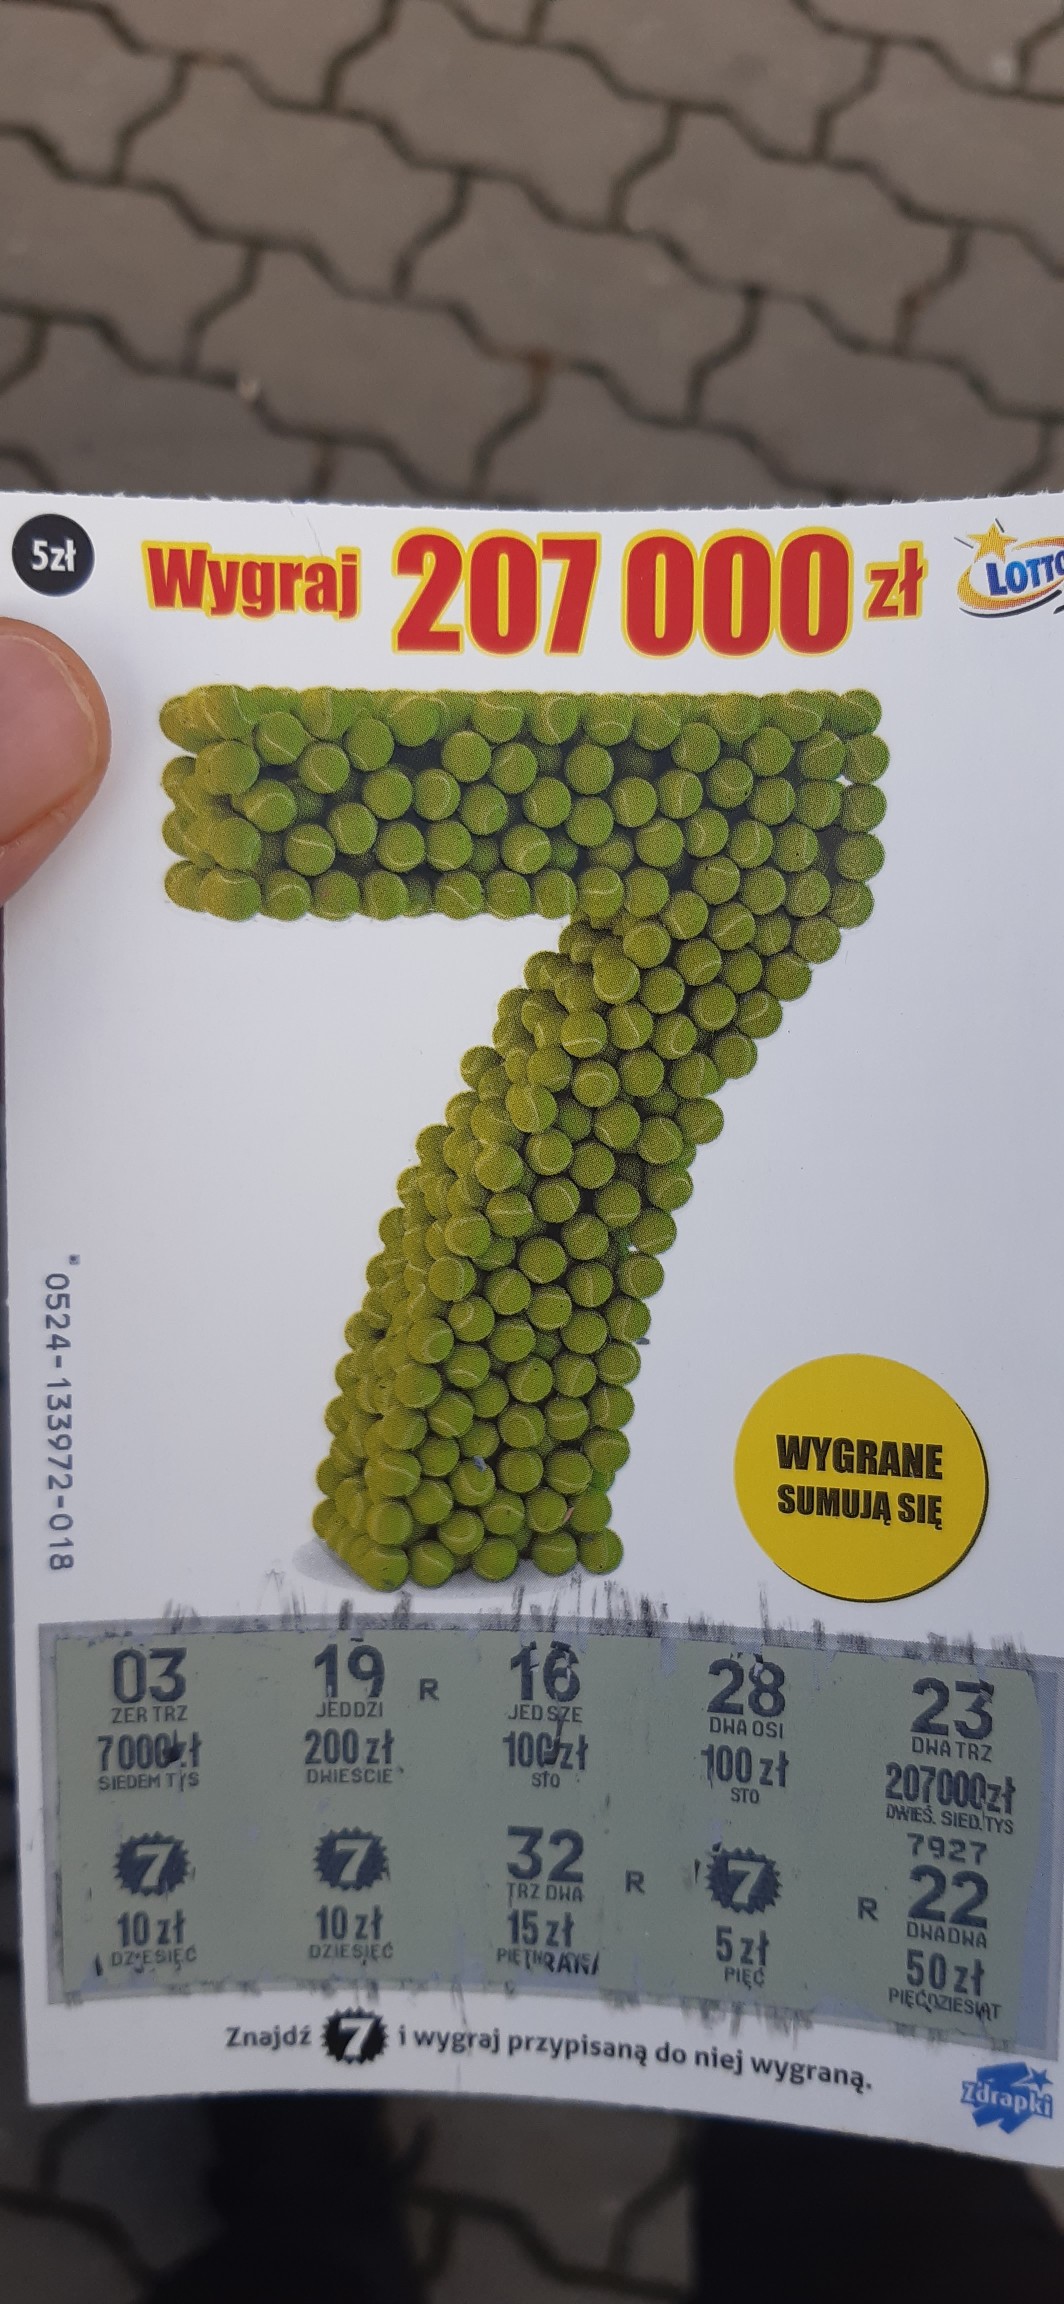 5zł
Wygraj 207 000 zł
LOTTO
0524-133972-018
WYGRANE
SUMUJĄ SIĘ
03 19 R 16 28 23
ZER TRZ JEDDZI JED SZE DWA OSI DWA TRZ
7000zł 200 zł 100 zł 100 zł 207000zł
SIEDEM TYS DWIEŚCIE STO STO DWIEŚ. SIED.TYS
7927
7 7 32 R 7 R 22
TRZ DWA DWADWA
10 zł 10 zł 15 zł 5 zł 50 zł
DZIESIĘĆ DZIESIĘĆ PIĘTNAŚ PIĘĆ PIĘĆDZIESIĄT
Znajdź 7 i wygraj przypisaną do niej wygraną.
Zdrapki